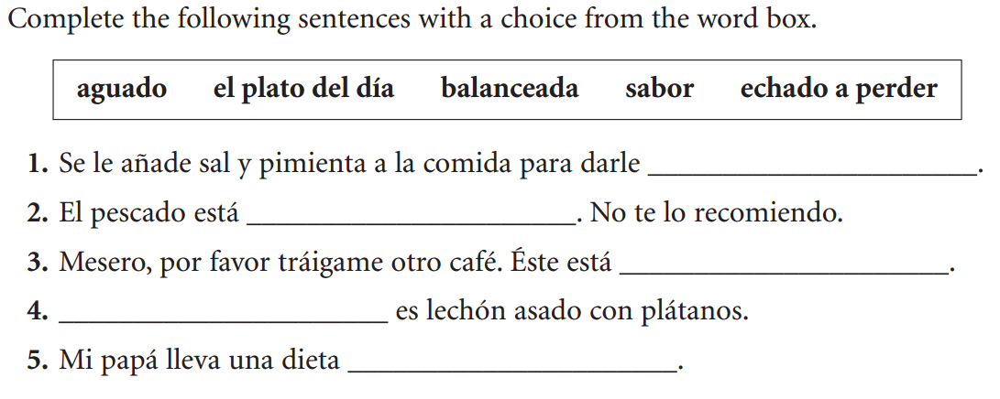 Complete the following sentences with a choice from the word box.
aguado el plato del día balanceada sabor echado a perder
1. Se le añade sal y pimienta a la comida para darle ______________________.
2. El pescado está ______________________. No te lo recomiendo.
3. Mesero, por favor tráigame otro café. Éste está ______________________.
4. ______________________ es lechón asado con plátanos.
5. Mi papá lleva una dieta ______________________.